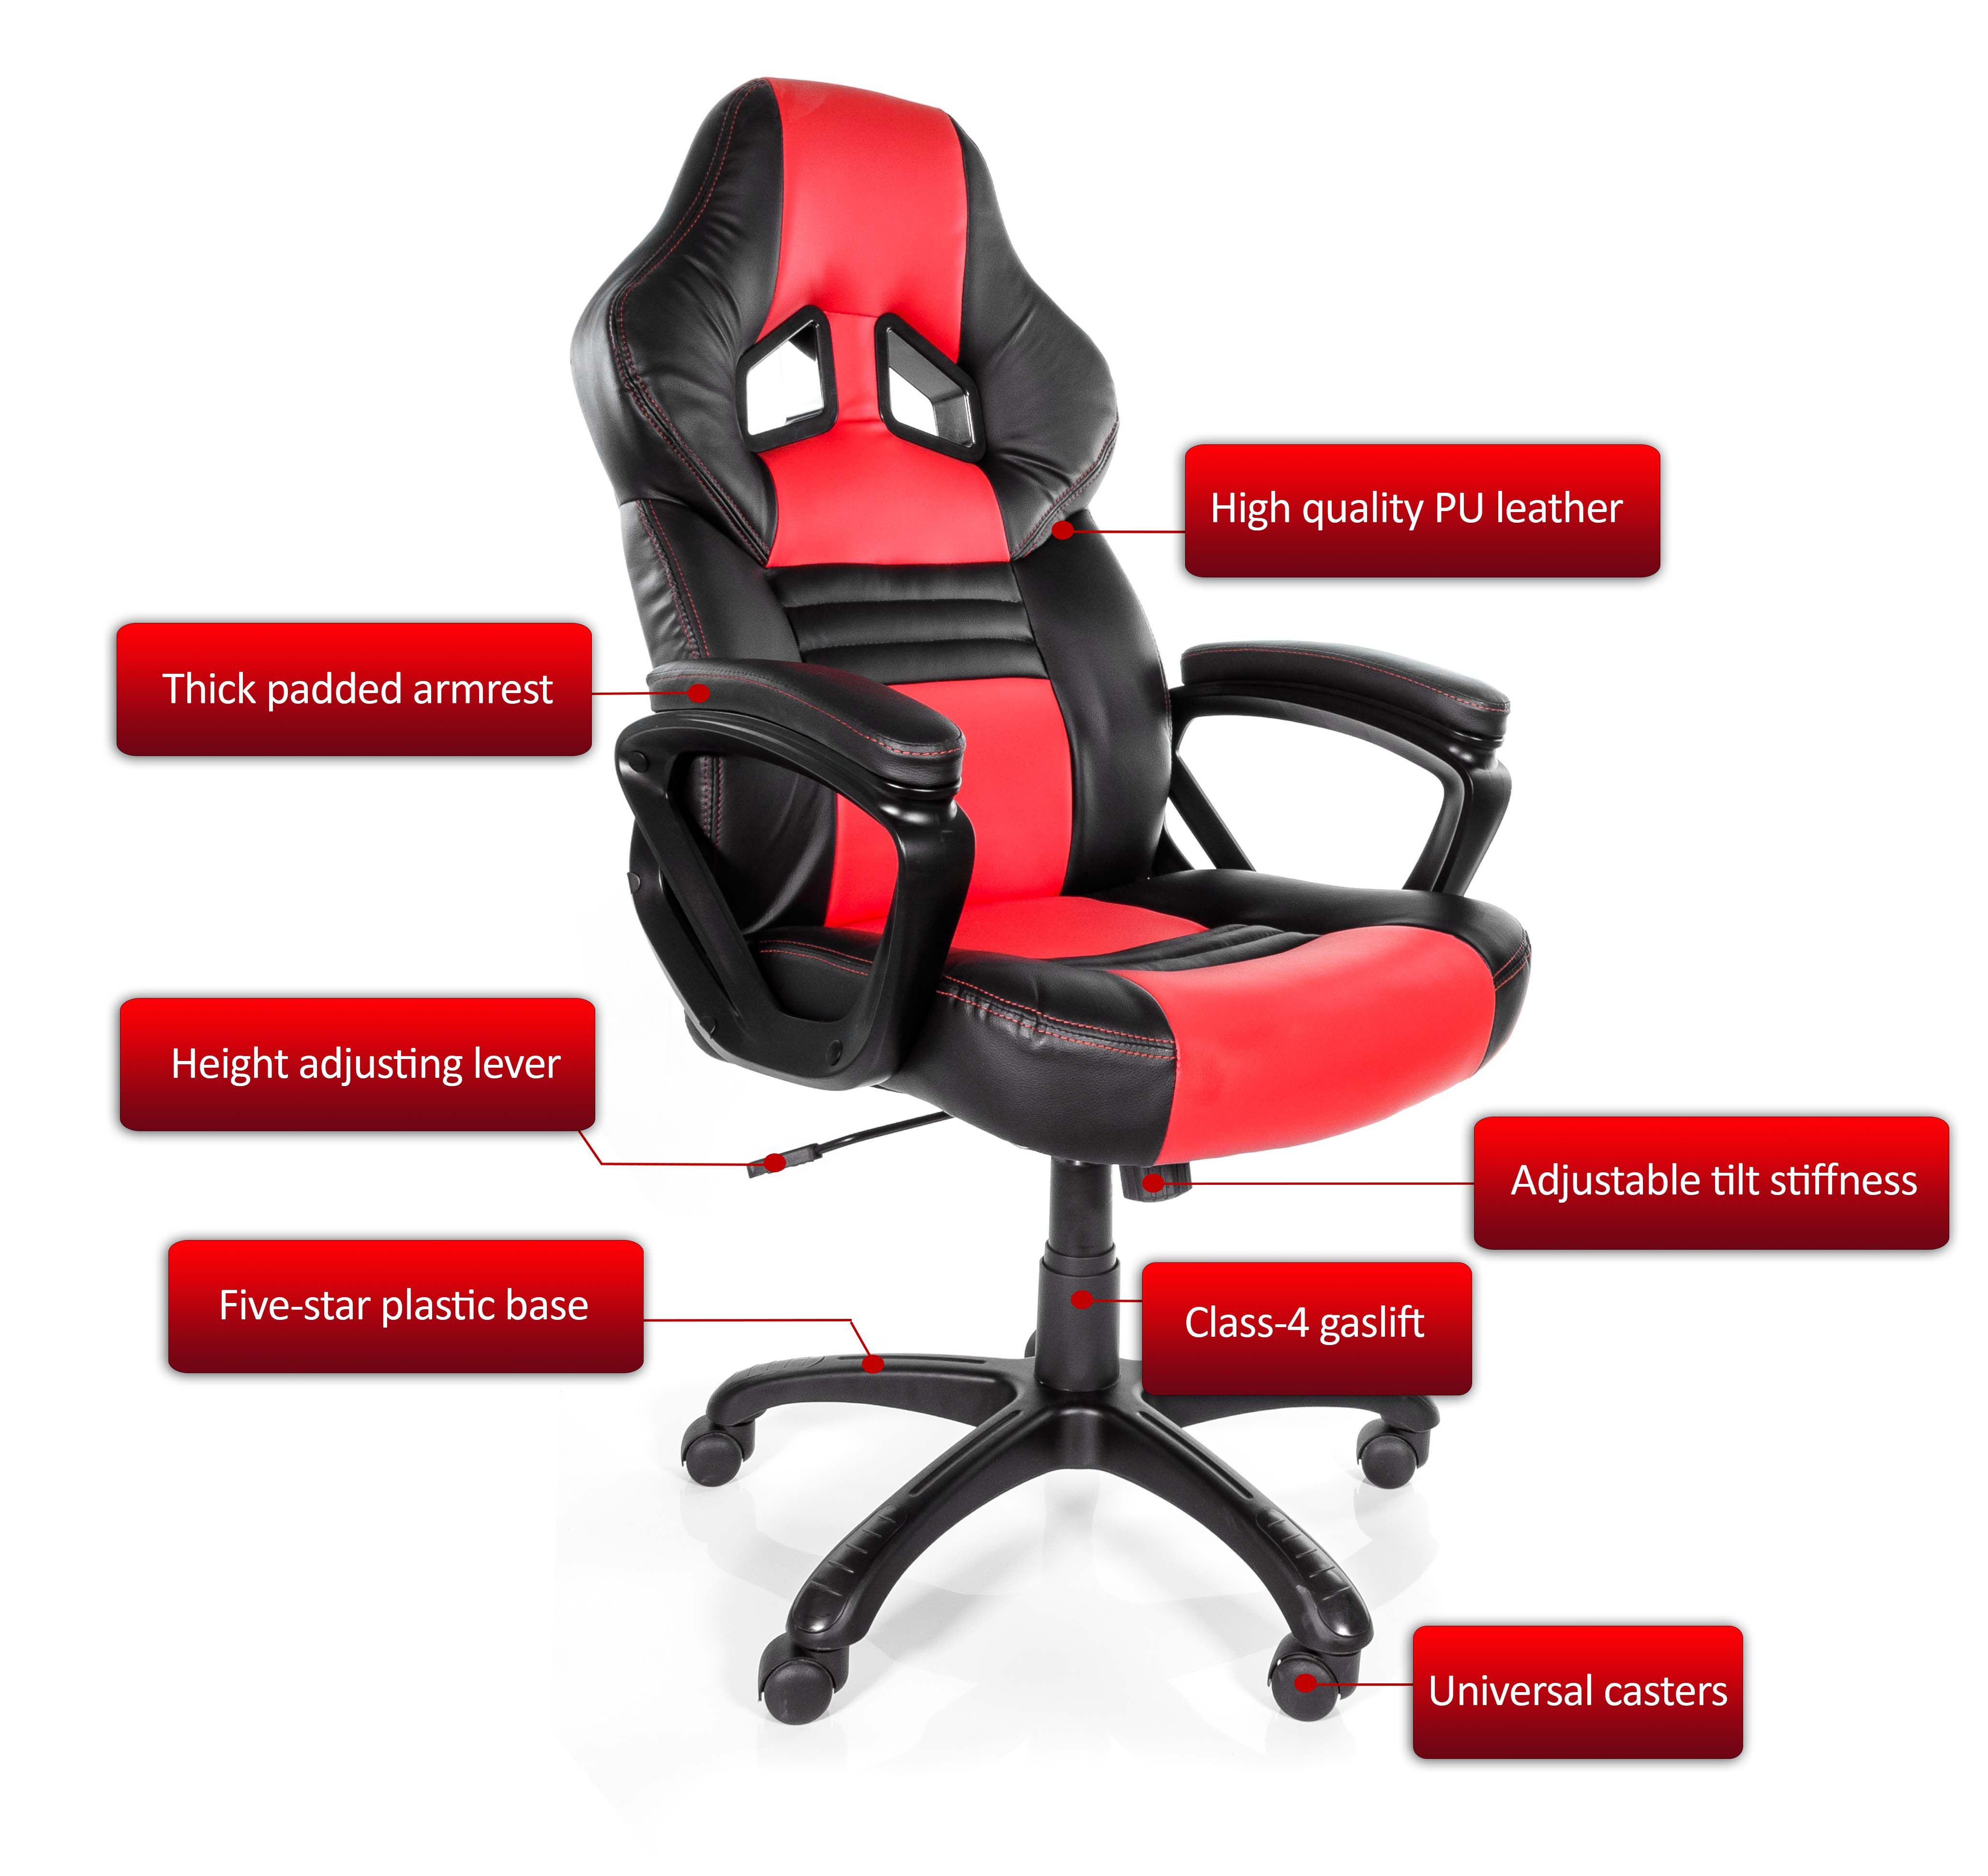 High quality PU leather
Thick padded armrest
Height adjusting lever
Adjustable tilt stiffness
Five-star plastic base
Class-4 gaslift
Universal casters